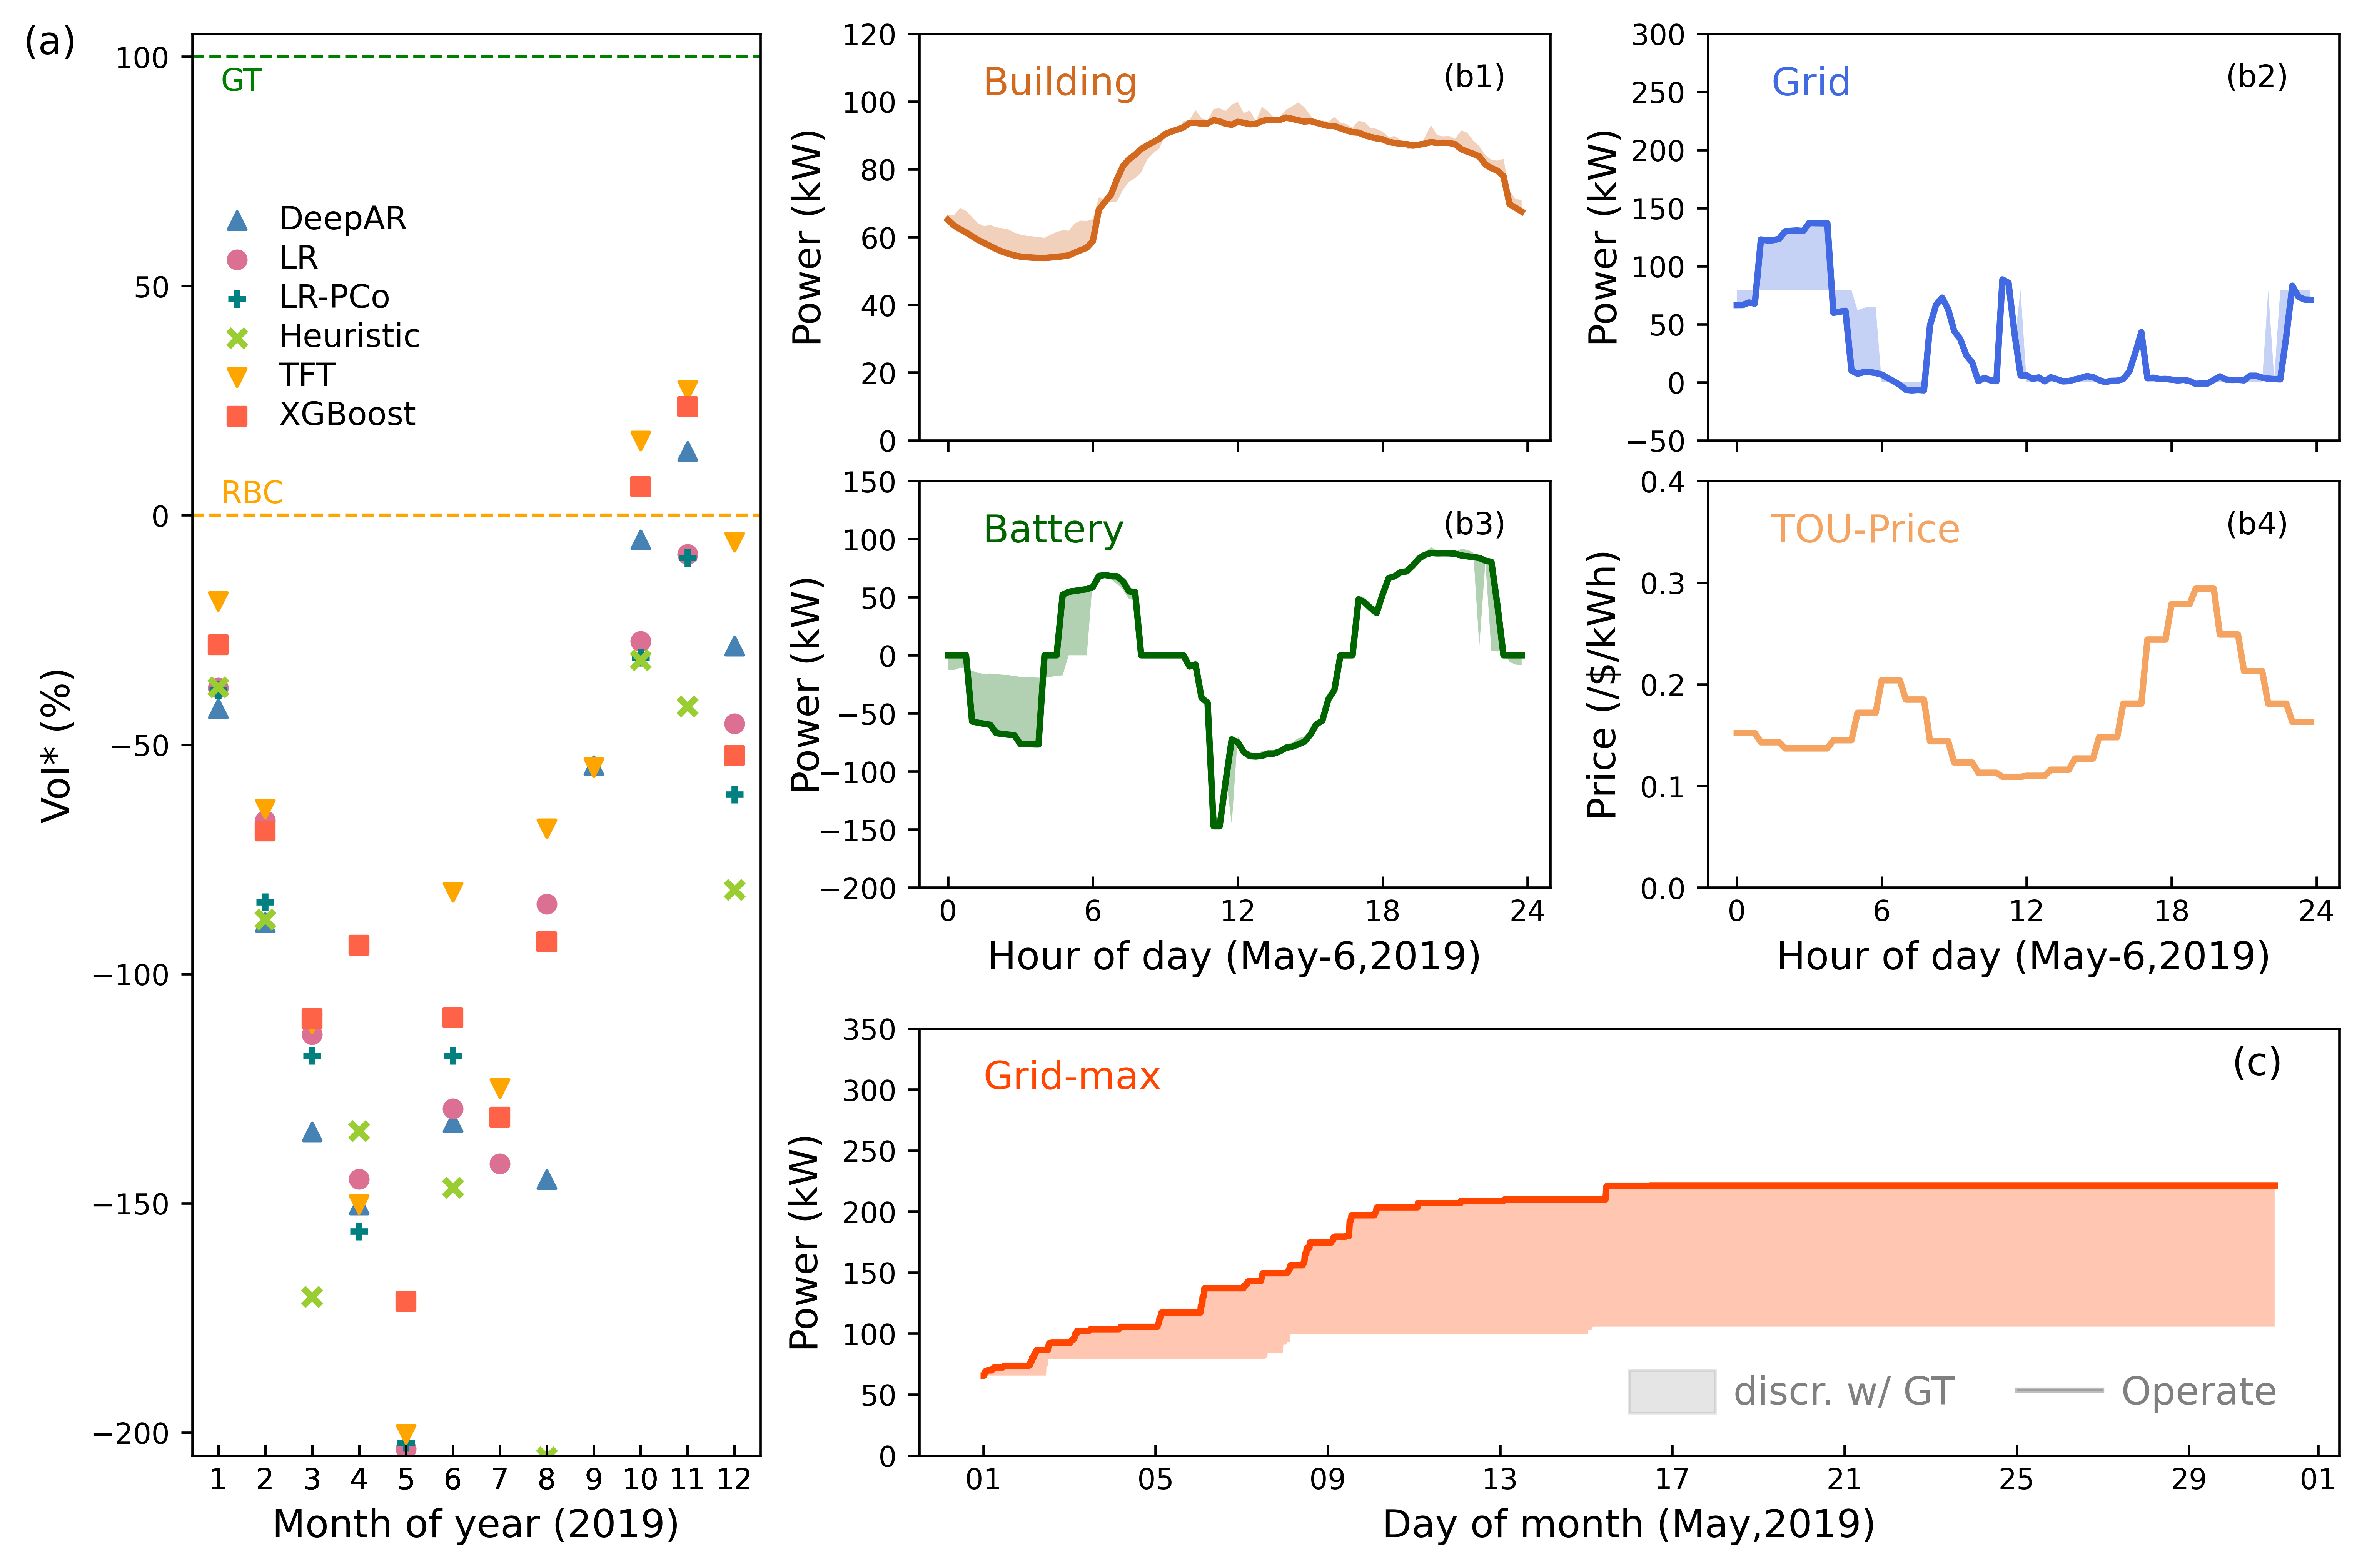 (a)
100
50
0
−50
−100
−150
−200
Vol* (%)
GT
DeepAR
LR
LR-PCo
Heuristic
TFT
XGBoost
RBC
1 2 3 4 5 6 7 8 9 10 11 12
Month of year (2019)
Building
(b1)
120
100
80
60
40
20
0
Power (kW)
Grid
(b2)
300
250
200
150
100
50
0
−50
Power (kW)
Battery
(b3)
150
100
50
0
−50
−100
−150
−200
Power (kW)
0 6 12 18 24
Hour of day (May-6,2019)
TOU-Price
(b4)
0.4
0.3
0.2
0.1
0.0
Price (/$/kWh)
0 6 12 18 24
Hour of day (May-6,2019)
Grid-max
(c)
350
300
250
200
150
100
50
0
Power (kW)
discr. w/ GT
Operate
01 05 09 13 17 21 25 29 01
Day of month (May,2019)